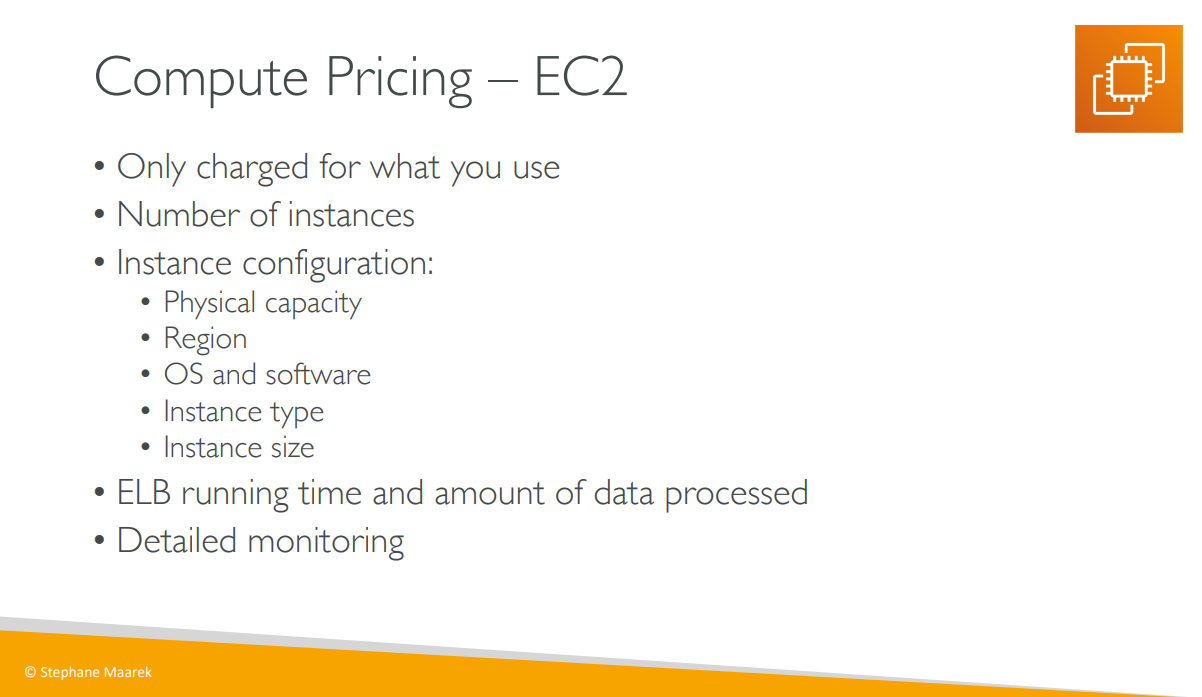 Compute Pricing – EC2
• Only charged for what you use
• Number of instances
• Instance configuration:
• Physical capacity
• Region
• OS and software
• Instance type
• Instance size
• ELB running time and amount of data processed
• Detailed monitoring
© Stephane Maarek